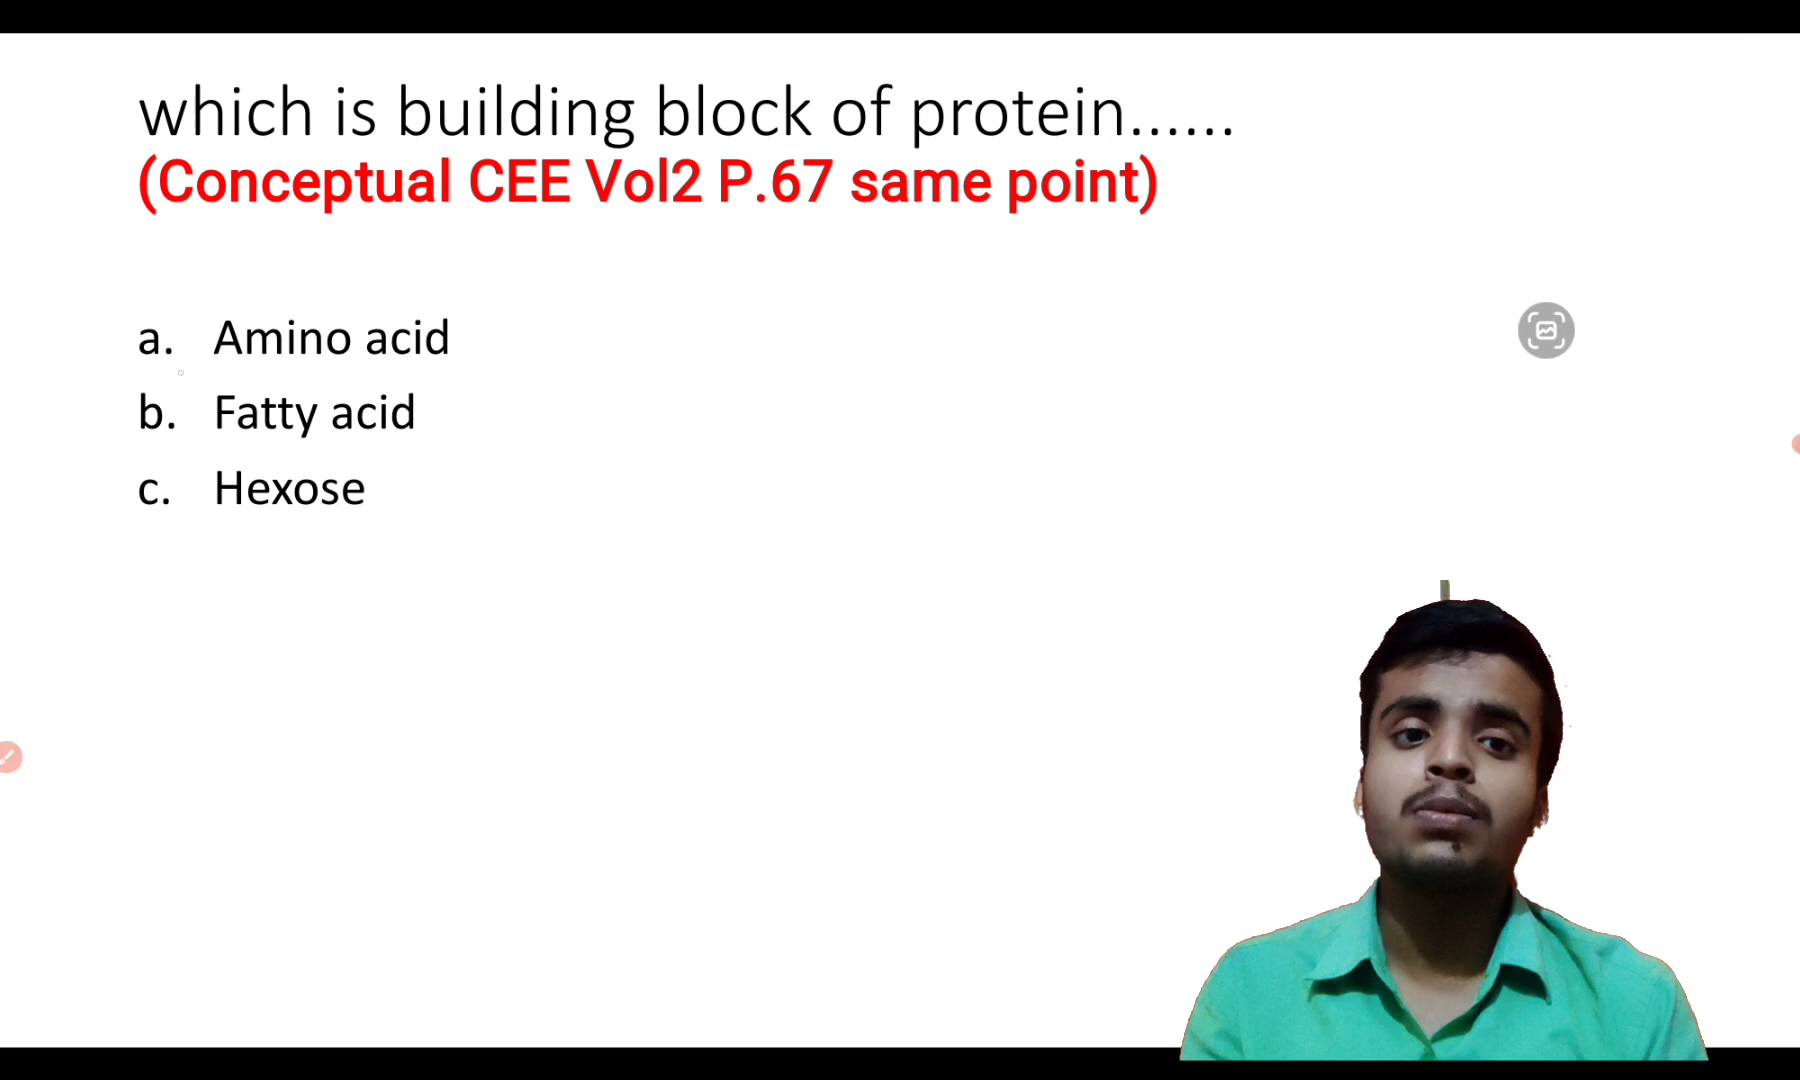 which is building block of protein......
(Conceptual CEE Vol2 P.67 same point)
a. Amino acid
b. Fatty acid
c. Hexose